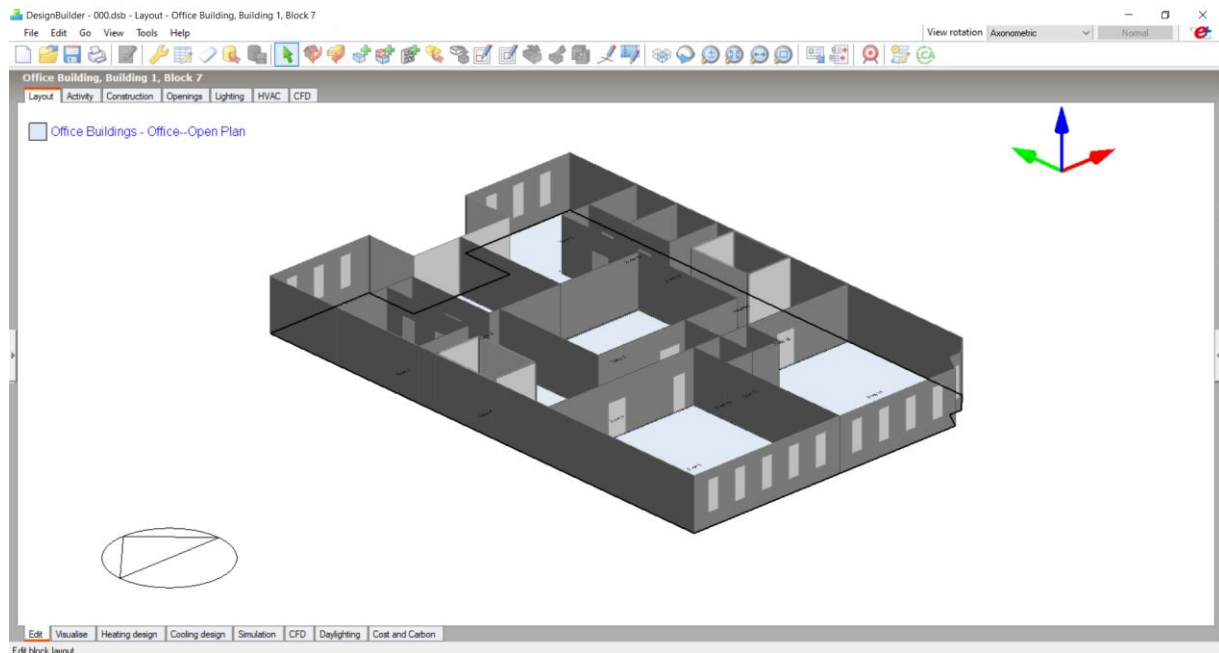 DesignBuilder - 000.dsb - Layout - Office Building, Building 1, Block 7
File Edit Go View Tools Help
View rotation Axonometric Normal
Office Building, Building 1, Block 7
Layout Activity Construction Openings Lighting HVAC CFD
Office Buildings - Office--Open Plan
LCA
Edit Visualise Heating design Cooling design Simulation CFD Daylighting Cost and Carbon
Edit block layout